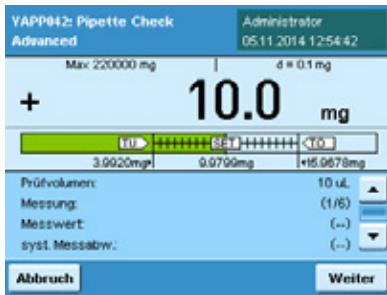 YAPP042: Pipette Check Administrator
Advanced 05.11.2014 12:54:42
Max: 220000 mg d = 0.1 mg
+ 10.0 mg
TU SET TO
3.9920mg 9.9799mg +15.9678mg
Prüfvolumen: 10 uL
Messung: (1/6)
Messwert: (--)
syst. Messabw.: (--)
Abbruch Weiter